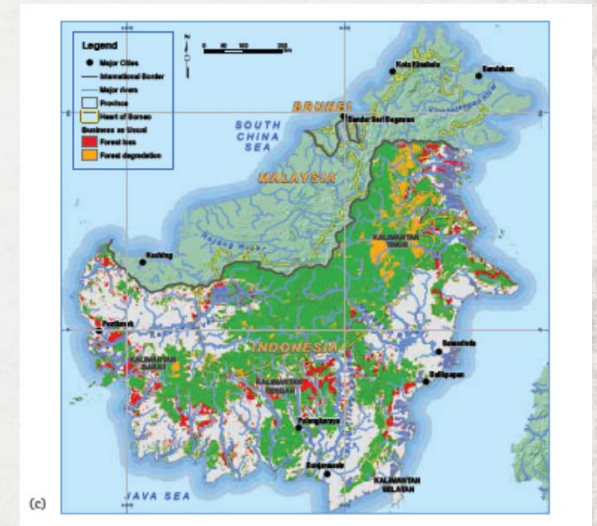 Legend
Major Cities
International Border
Major rivers
Province
Heart of Borneo
Business as Usual
Forest loss
Forest degradation
N
Kota Kinabalu
Sandakan
BRUNEI
Bandar Seri Begawan
SOUTH
CHINA
SEA
MALAYSIA
Rajang River
KALIMANTAN
TIMUR
Kuching
Pontianak
INDONESIA
Samarinda
KALIMANTAN
BARAT
Balikpapan
KALIMANTAN
TENGAH
Palangkaraya
Banjarmasin
KALIMANTAN
SELATAN
JAVA SEA
(c)